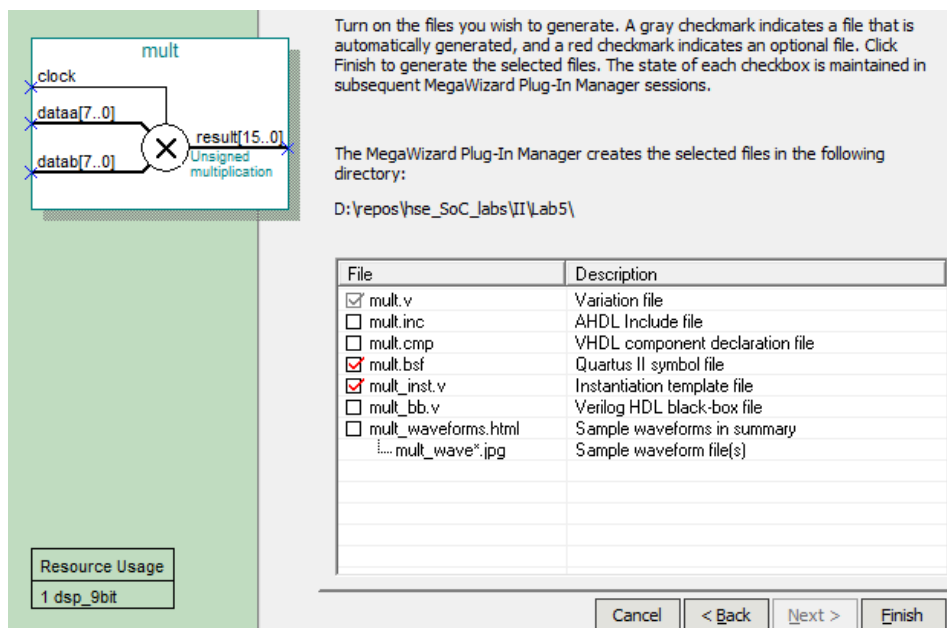 mult
clock
dataa[7..0]
result[15..0]
datab[7..0]
Unsigned
multiplication
Resource Usage
1 dsp_9bit
Turn on the files you wish to generate. A gray checkmark indicates a file that is
automatically generated, and a red checkmark indicates an optional file. Click
Finish to generate the selected files. The state of each checkbox is maintained in
subsequent MegaWizard Plug-In Manager sessions.
The MegaWizard Plug-In Manager creates the selected files in the following
directory:
D:\repos\hse_SoC_labs\II\Lab5\
File Description
mult.v Variation file
mult.inc AHDL Include file
mult.cmp VHDL component declaration file
mult.bsf Quartus II symbol file
mult_inst.v Instantiation template file
mult_bb.v Verilog HDL black-box file
mult_waveforms.html Sample waveforms in summary
mult_wave*.jpg Sample waveform file(s)
Cancel < Back Next > Finish